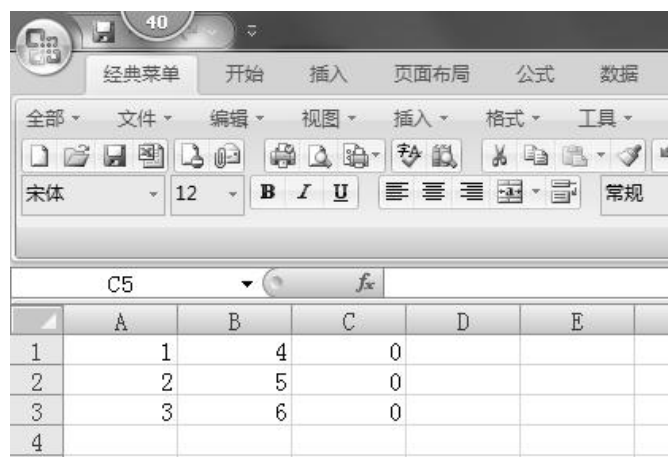 40
经典菜单 开始 插入 页面布局 公式 数据
全部 文件 编辑 视图 插入 格式 工具
宋体 12 B I U 常规
C5 fx
A B C D E
1 1 4 0
2 2 5 0
3 3 6 0
4